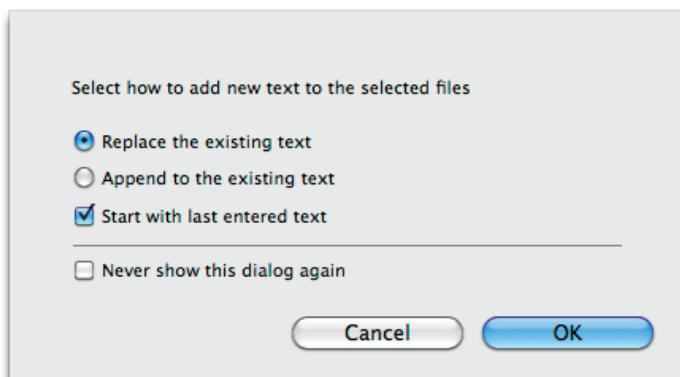 Select how to add new text to the selected files
Replace the existing text
Append to the existing text
Start with last entered text
Never show this dialog again
Cancel OK